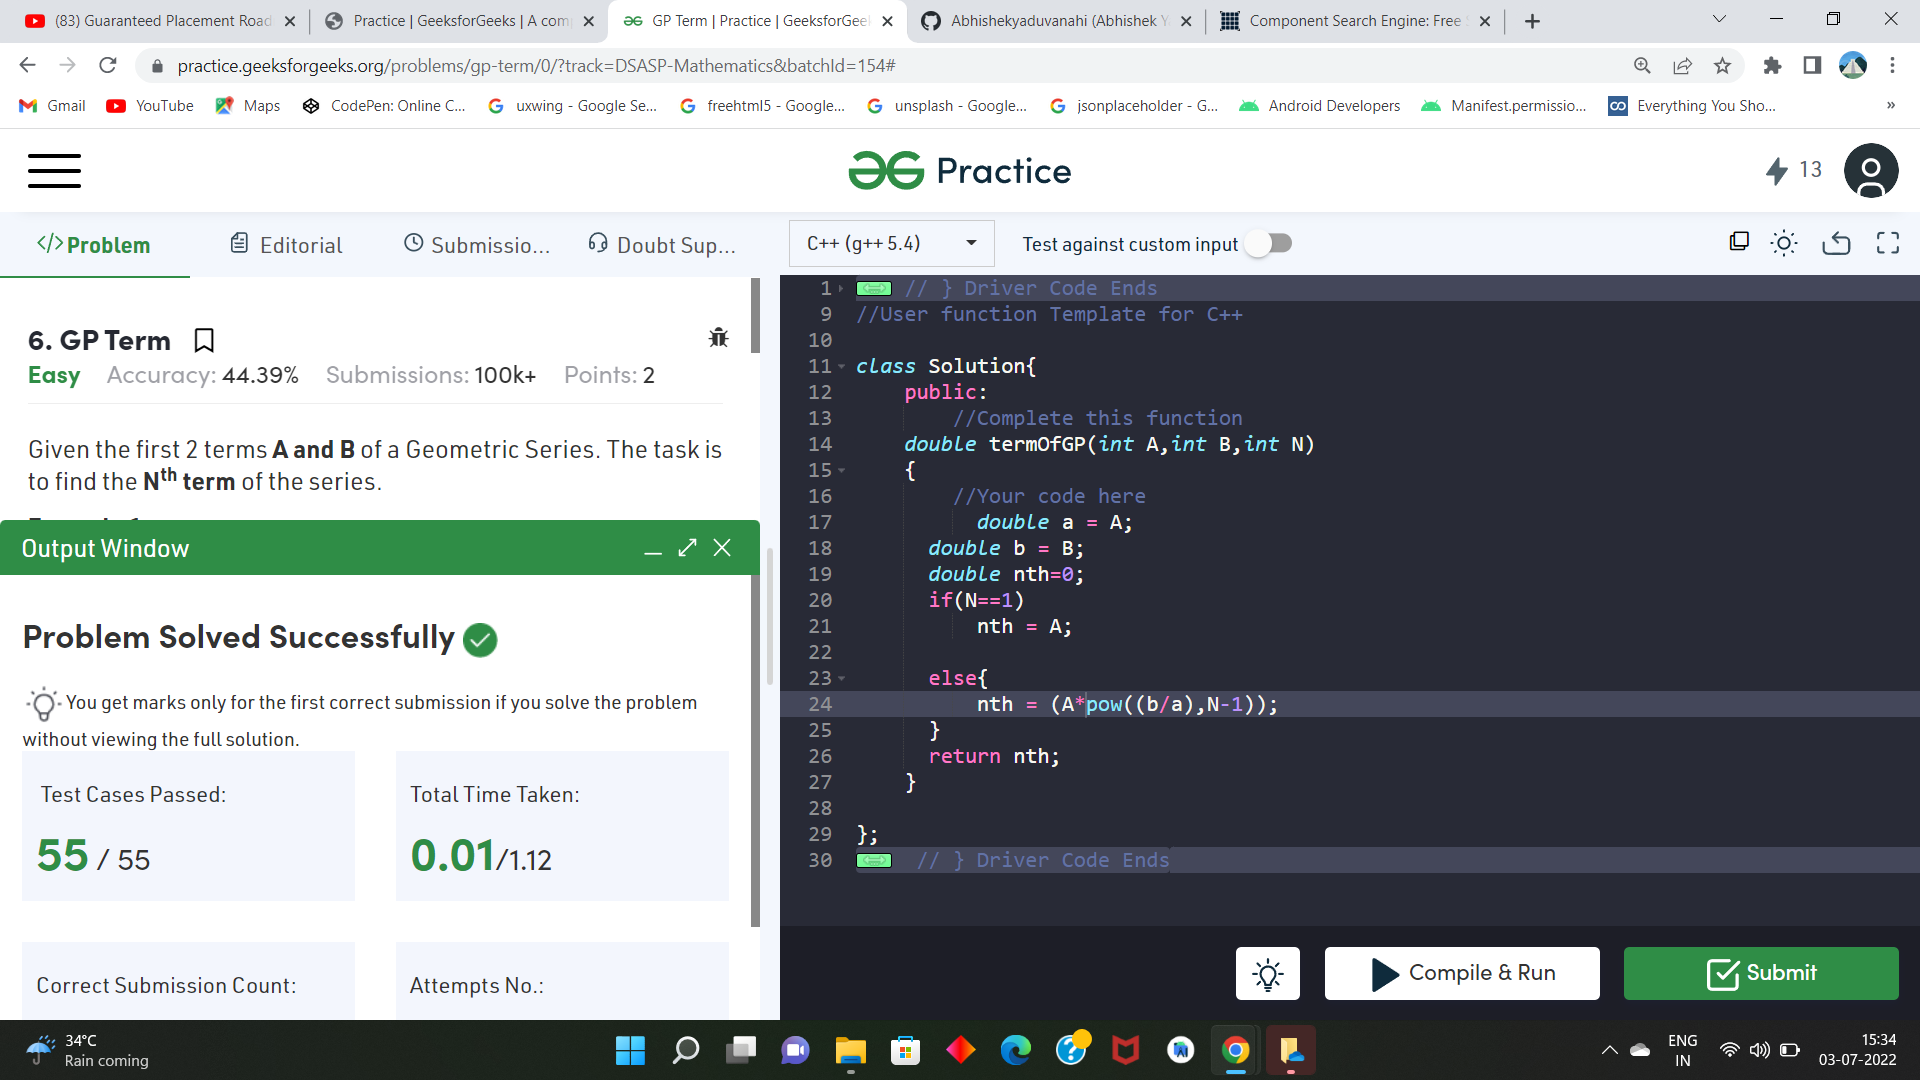 (83) Guaranteed Placement Road
Practice | GeeksforGeeks | A com
GP Term | Practice | GeeksforGee
Abhishekyaduvanahi (Abhishek Y
Component Search Engine: Free
practice.geeksforgeeks.org/problems/gp-term/0/?track=DSASP-Mathematics&batchId=154#
Gmail
YouTube
Maps
CodePen: Online C...
uxwing - Google Se...
freehtml5 - Google...
unsplash - Google...
jsonplaceholder - G...
Android Developers
Manifest.permissio...
Everything You Sho...
»
Practice
13
</>Problem
Editorial
Submissio...
Doubt Sup...
C++ (g++ 5.4)
Test against custom input
6. GP Term
Easy Accuracy: 44.39% Submissions: 100k+ Points: 2
Given the first 2 terms A and B of a Geometric Series. The task is
to find the Nth term of the series.
Output Window
Problem Solved Successfully
You get marks only for the first correct submission if you solve the problem
without viewing the full solution.
Test Cases Passed:
55 / 55
Total Time Taken:
0.01/1.12
Correct Submission Count:
Attempts No.:
1 // } Driver Code Ends
9 //User function Template for C++
10
11 class Solution{
12 public:
13 //Complete this function
14 double termOfGP(int A,int B,int N)
15 {
16 //Your code here
17 double a = A;
18 double b = B;
19 double nth=0;
20 if(N==1)
21 nth = A;
22
23 else{
24 nth = (A*pow((b/a),N-1));
25 }
26 return nth;
27 }
28
29 };
30 // } Driver Code Ends
Compile & Run
Submit
34°C
Rain coming
ENG
IN
15:34
03-07-2022